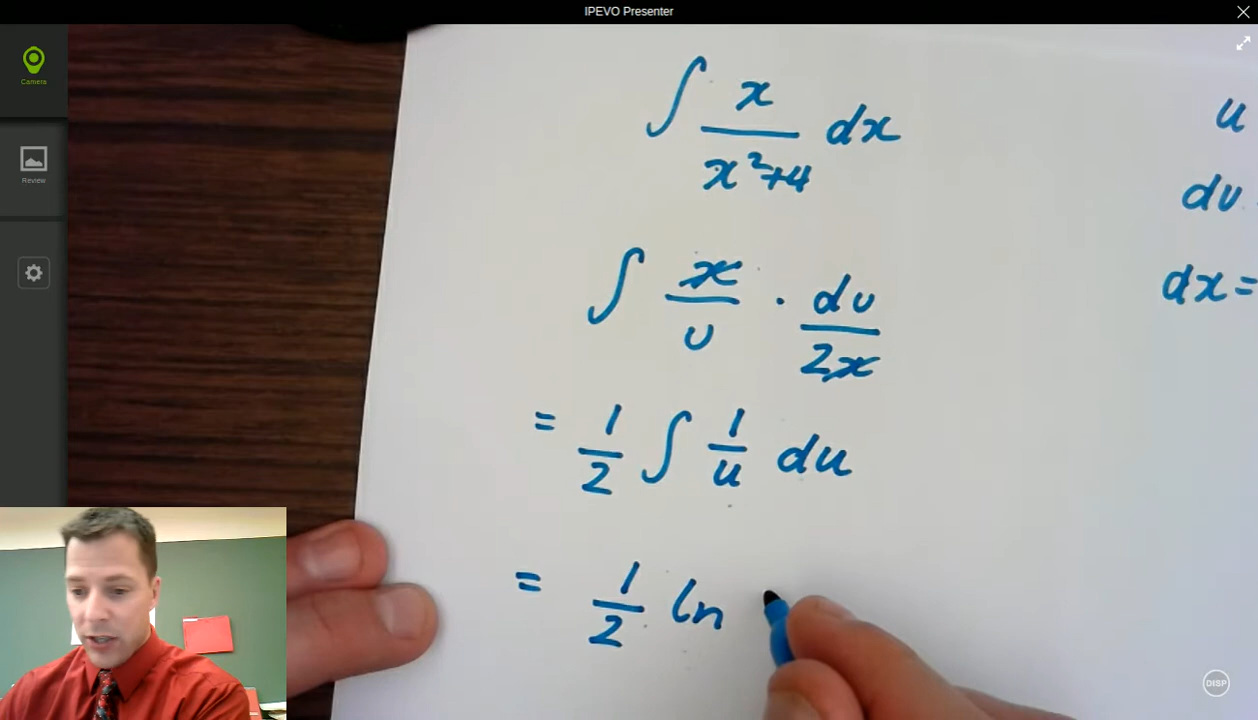 IPEVO Presenter
Camera
Review
∫ x/(x²+4) dx
u
du
dx=
∫ x/u · du/2x
= 1/2 ∫ 1/u du
= 1/2 ln
DISP